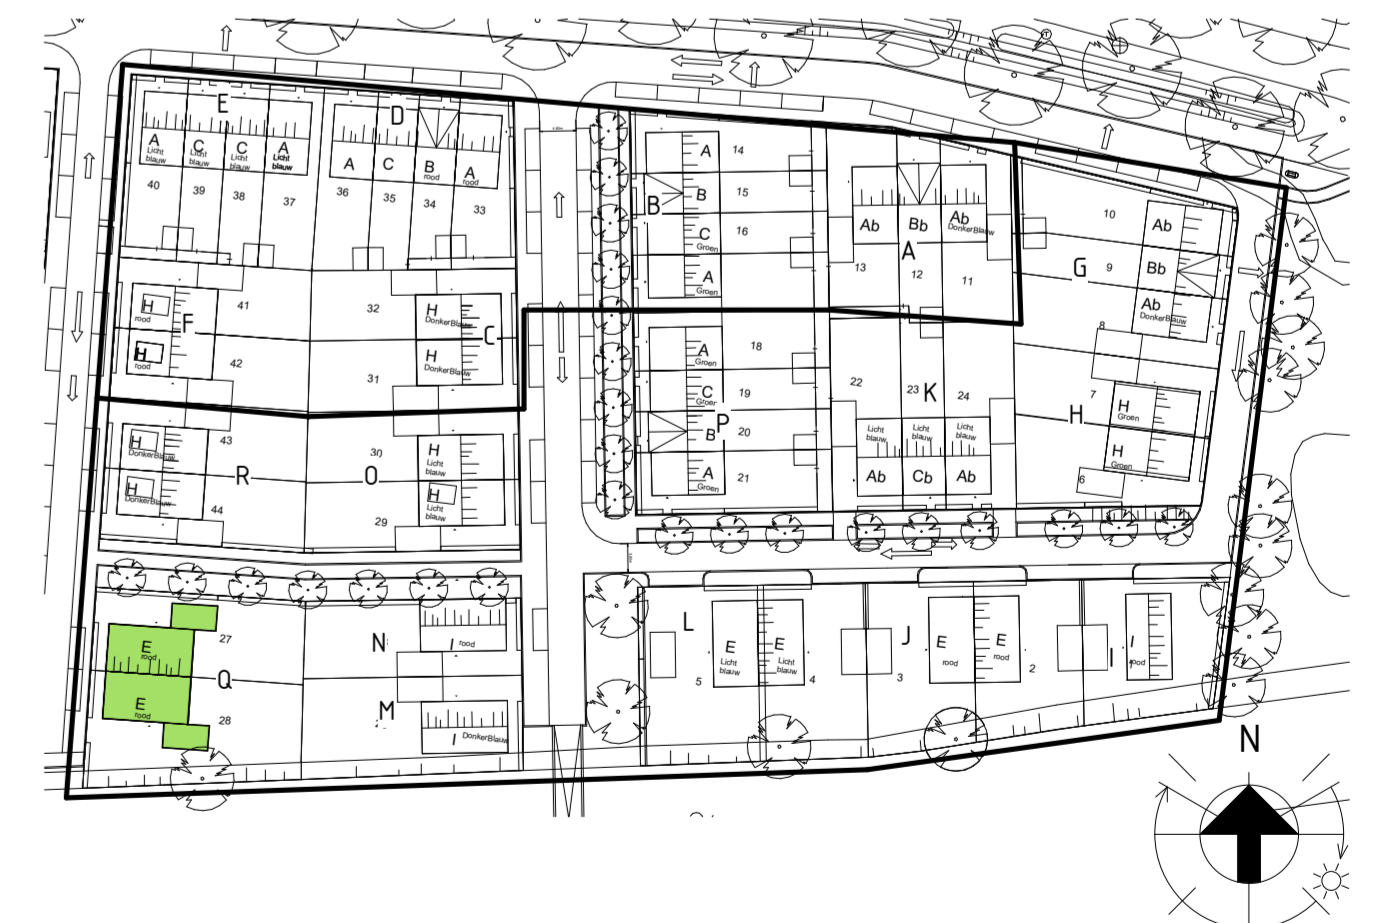 E
D
A
Licht
blauw
C
Licht
blauw
C
Licht
blauw
A
Licht
blauw
A
C
B
rood
A
rood
40
39
38
37
36
35
34
33
A
14
B
B
15
C
Groen
16
A
Groen
Ab
Bb
Ab
DonkerBlauw
A
13
12
11
10
Ab
G
9
Bb
Ab
DonkerBlauw
8
H
rood
41
F
H
rood
42
32
H
DonkerBlauw
C
H
DonkerBlauw
31
A
Groen
18
C
Groen
19
P
B
20
A
Groen
21
22
23
K
24
Licht
blauw
Licht
blauw
Licht
blauw
Ab
Cb
Ab
7
H
H
Groen
H
Groen
6
H
DonkerBlauw
43
R
H
DonkerBlauw
44
30
O
H
Licht
blauw
H
Licht
blauw
29
E
rood
27
Q
E
rood
28
N
I rood
M
I DonkerBlauw
L
E
Licht
blauw
E
Licht
blauw
5
4
J
E
rood
E
rood
3
2
I
I
rood
N